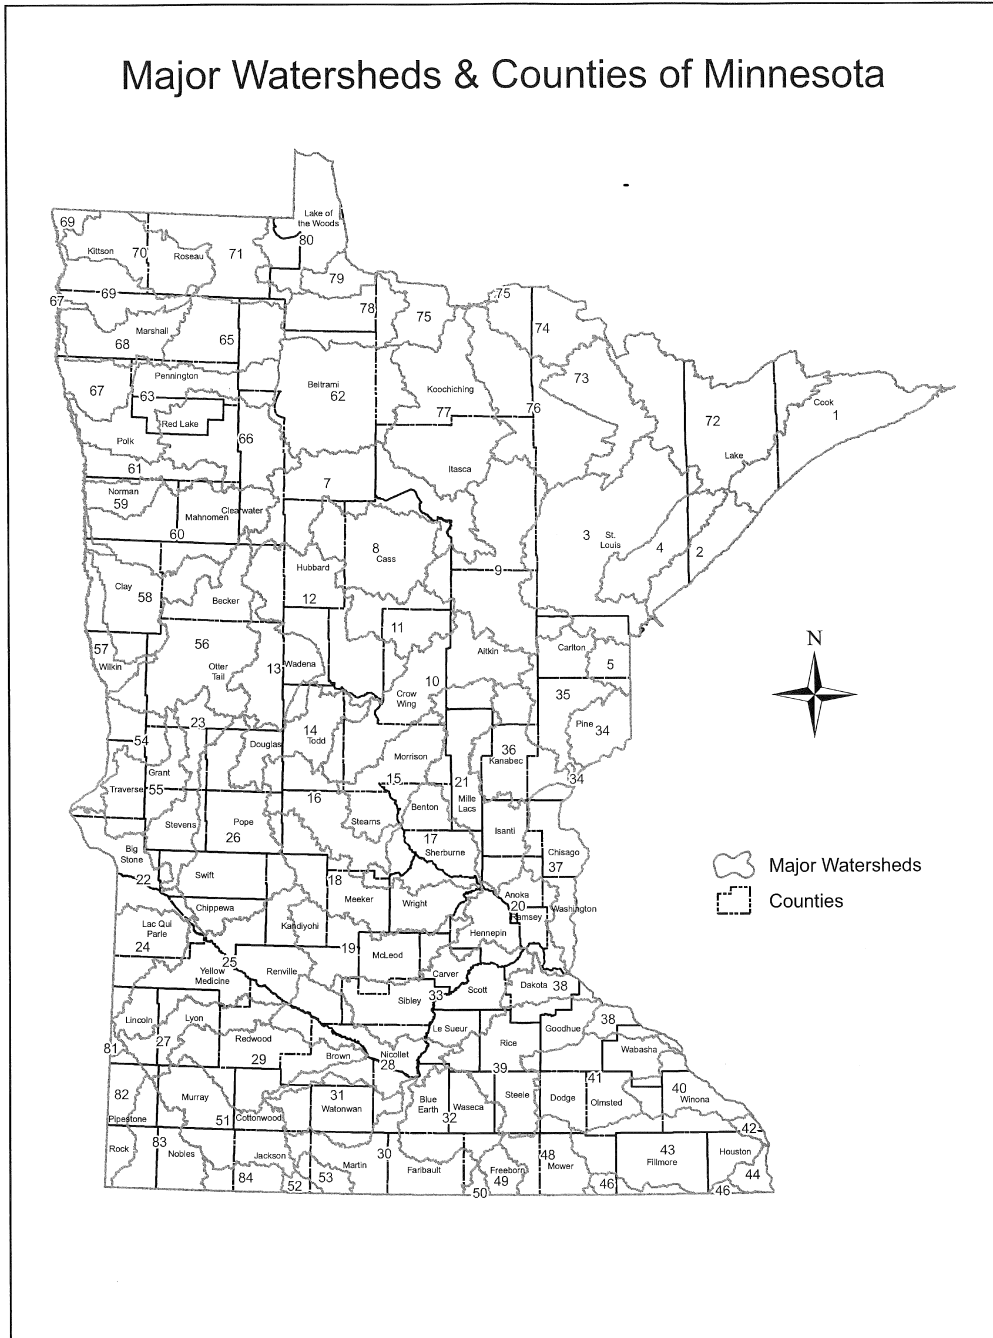 Major Watersheds & Counties of Minnesota
Lake of
the Woods
69
80
Kittson
70
Roseau
71
79
67
69
78
75
75
74
Marshall
68
65
Pennington
73
67
63
Beltrami
62
Koochiching
77
76
Cook
1
72
Red Lake
66
Polk
Lake
61
Itasca
7
Norman
59
Clearwater
Mahnomen
60
8
Cass
3
St.
Louis
4
2
9
Hubbard
Clay
58
Becker
12
11
57
Wilkin
56
Otter
Tail
13
Wadena
Aitkin
Carlton
5
10
Crow
Wing
35
N
Pine
34
23
14
Todd
54
Douglas
36
Kanabec
Morrison
Grant
15
21
34
Traverse
55
16
Mille
Lacs
Benton
Stevens
Pope
26
Stearns
Isanti
17
Sherburne
Big
Stone
Chisago
37
Major Watersheds
22
Swift
18
Meeker
Wright
Anoka
20
Ramsey
Washington
Counties
Chippewa
Lac Qui
Parle
24
Kandiyohi
Hennepin
19
McLeod
25
Yellow
Medicine
Renville
Carver
Scott
Dakota
38
33
Sibley
Lincoln
Lyon
Le Sueur
Goodhue
38
81
27
Redwood
29
Brown
Nicollet
28
Rice
Wabasha
39
41
82
Murray
31
Watonwan
Blue
Earth
32
Waseca
Steele
Dodge
Olmsted
40
Winona
Pipestone
51
Cottonwood
42
Rock
83
Nobles
Jackson
Martin
30
Faribault
Freeborn
49
48
Mower
43
Fillmore
Houston
44
84
52
53
50
46
46